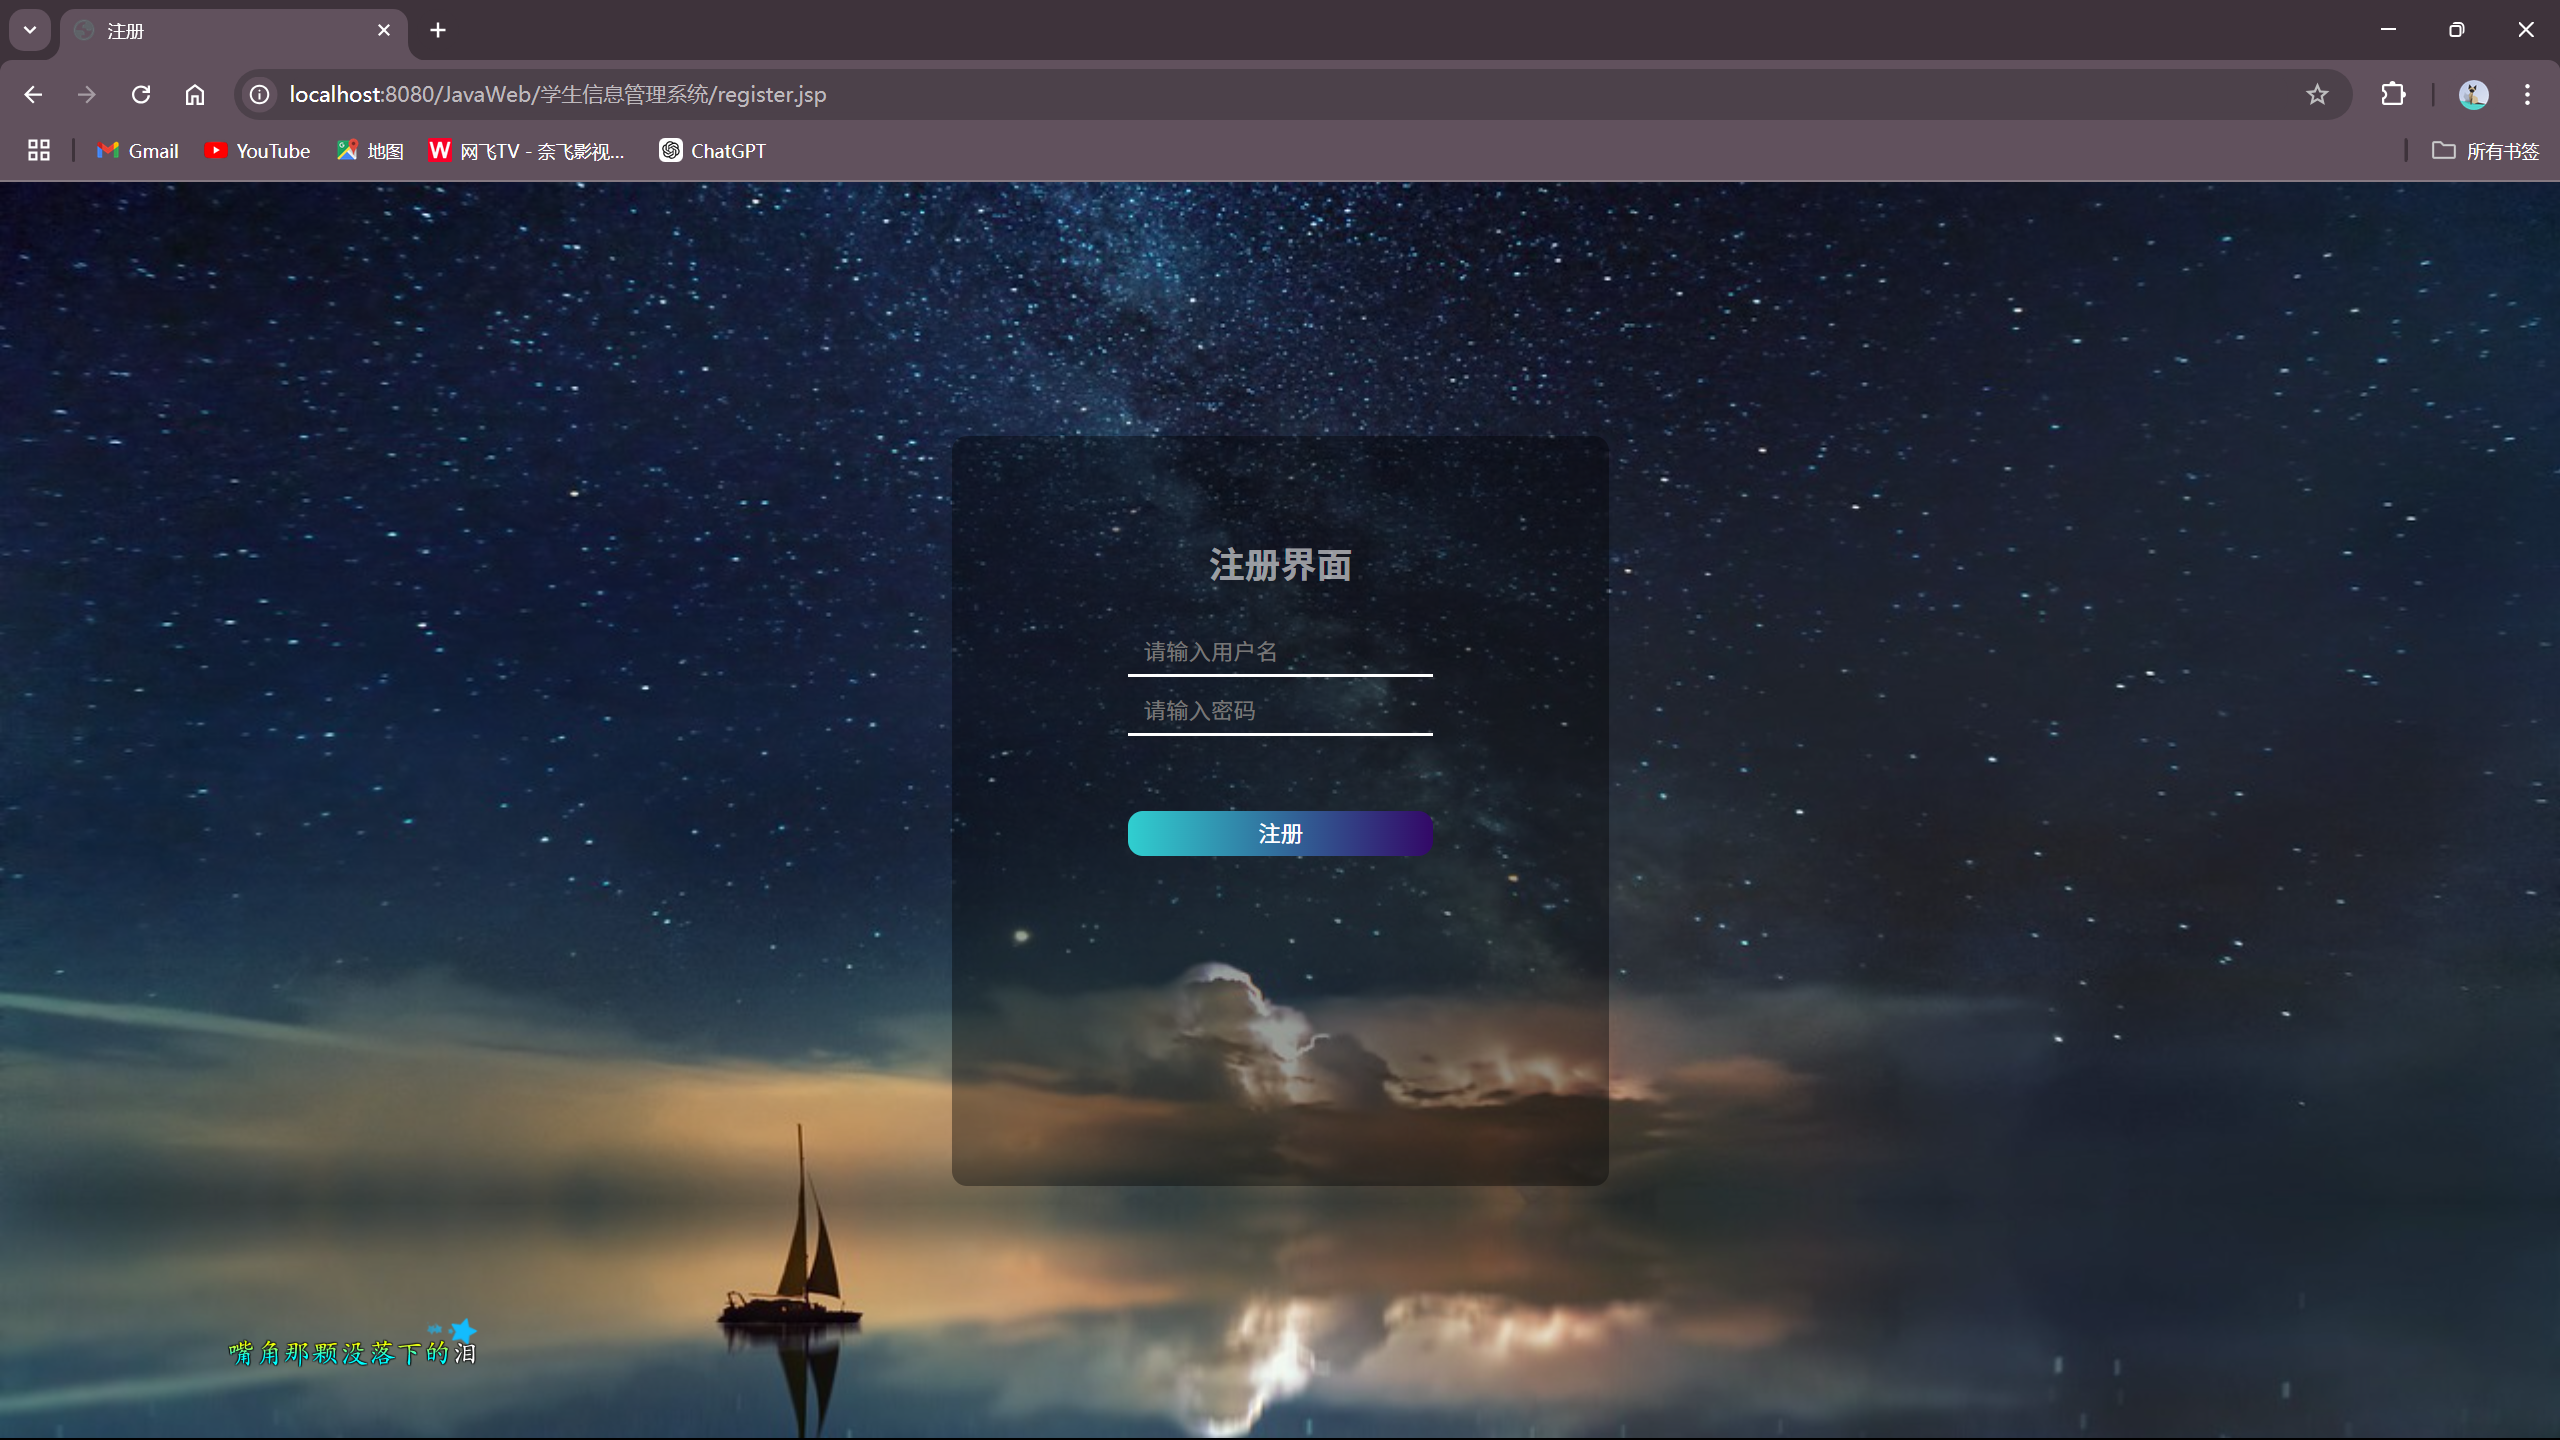 注册
localhost:8080/JavaWeb/学生信息管理系统/register.jsp
Gmail YouTube 地图 W 网飞TV - 奈飞影视... ChatGPT 所有书签
注册界面
请输入用户名
请输入密码
注册
嘴角那颗没落下的泪